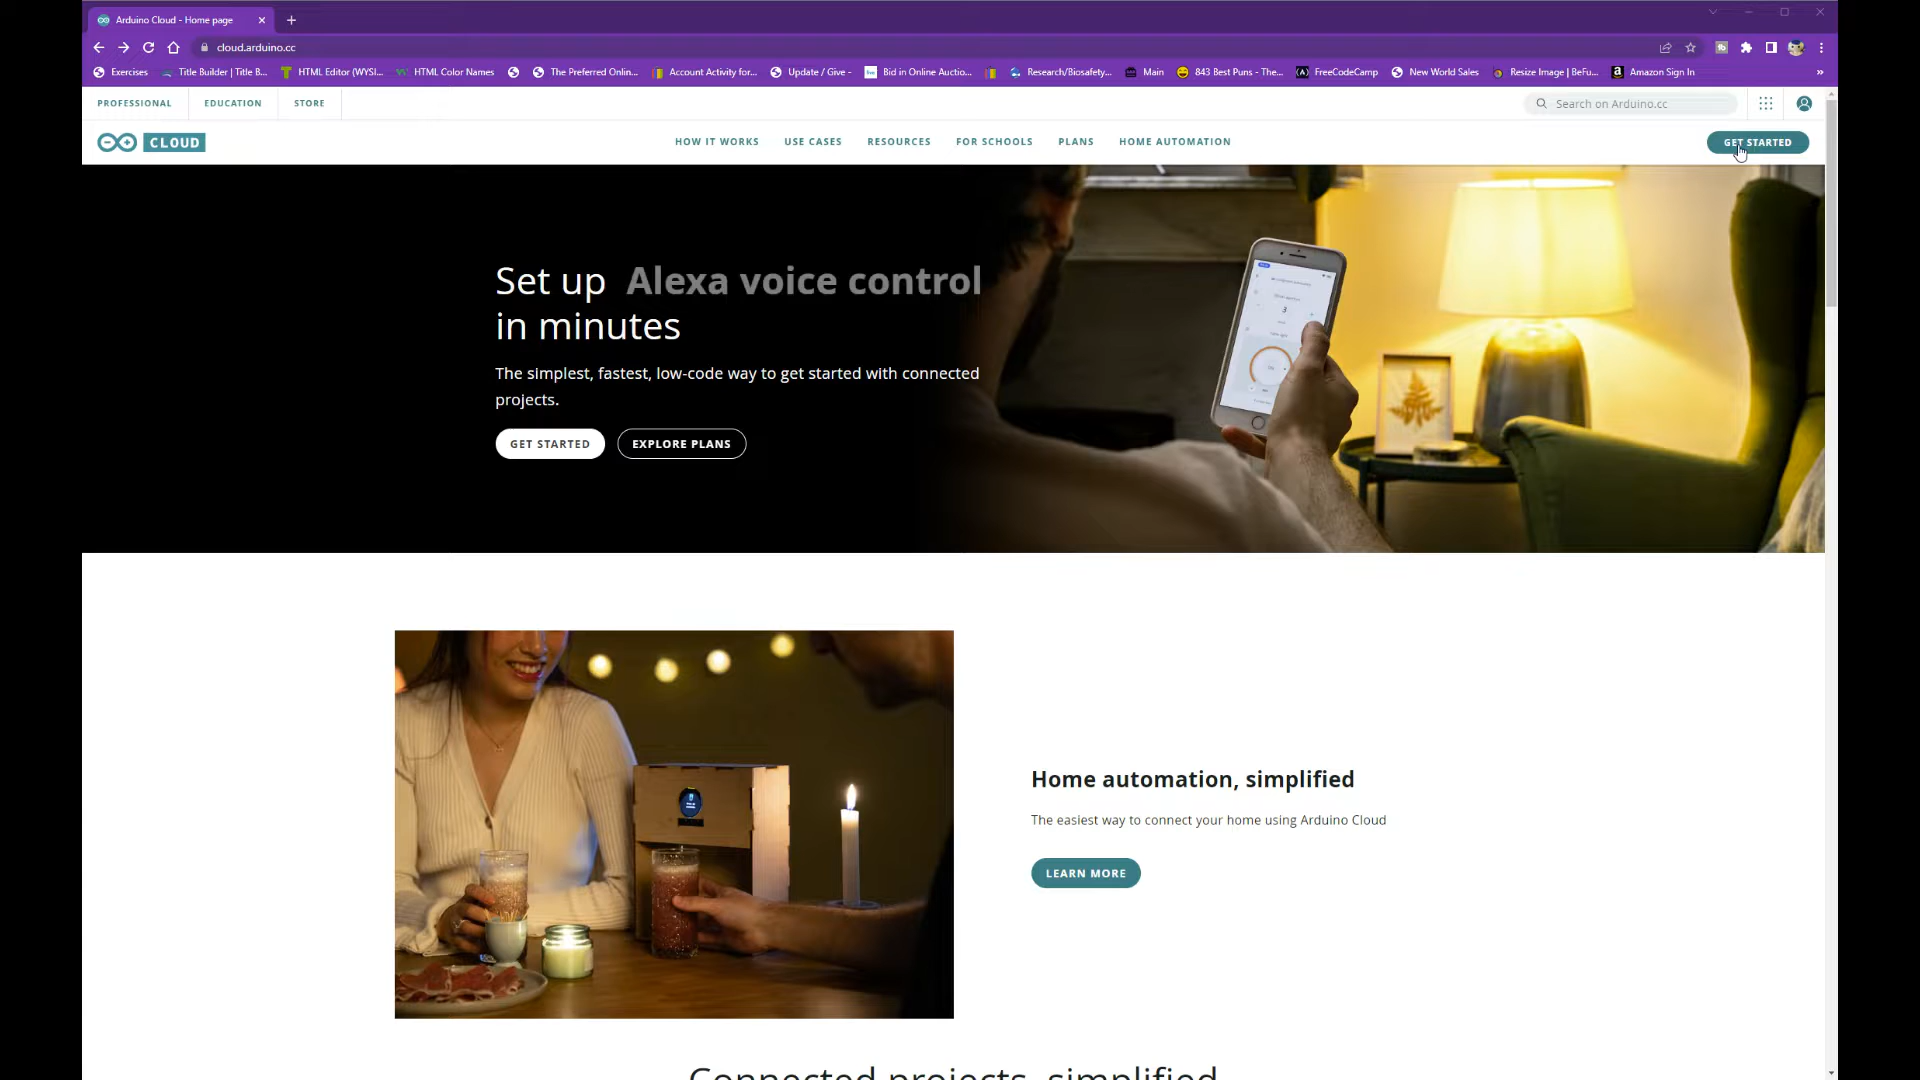 Arduino Cloud - Home page
cloud.arduino.cc
Exercises
Title Builder | Title B...
HTML Editor (WYSI...
HTML Color Names
The Preferred Onlin...
Account Activity for...
Update / Give -
Bid in Online Auctio...
Research/Biosafety...
Main
843 Best Puns - The...
FreeCodeCamp
New World Sales
Resize Image | BeFu...
Amazon Sign In
»
PROFESSIONAL
EDUCATION
STORE
Search on Arduino.cc
CLOUD
HOW IT WORKS
USE CASES
RESOURCES
FOR SCHOOLS
PLANS
HOME AUTOMATION
GET STARTED
Set up Alexa voice control
in minutes
The simplest, fastest, low-code way to get started with connected
projects.
GET STARTED
EXPLORE PLANS
Home automation, simplified
The easiest way to connect your home using Arduino Cloud
LEARN MORE
Connected projects, simplified